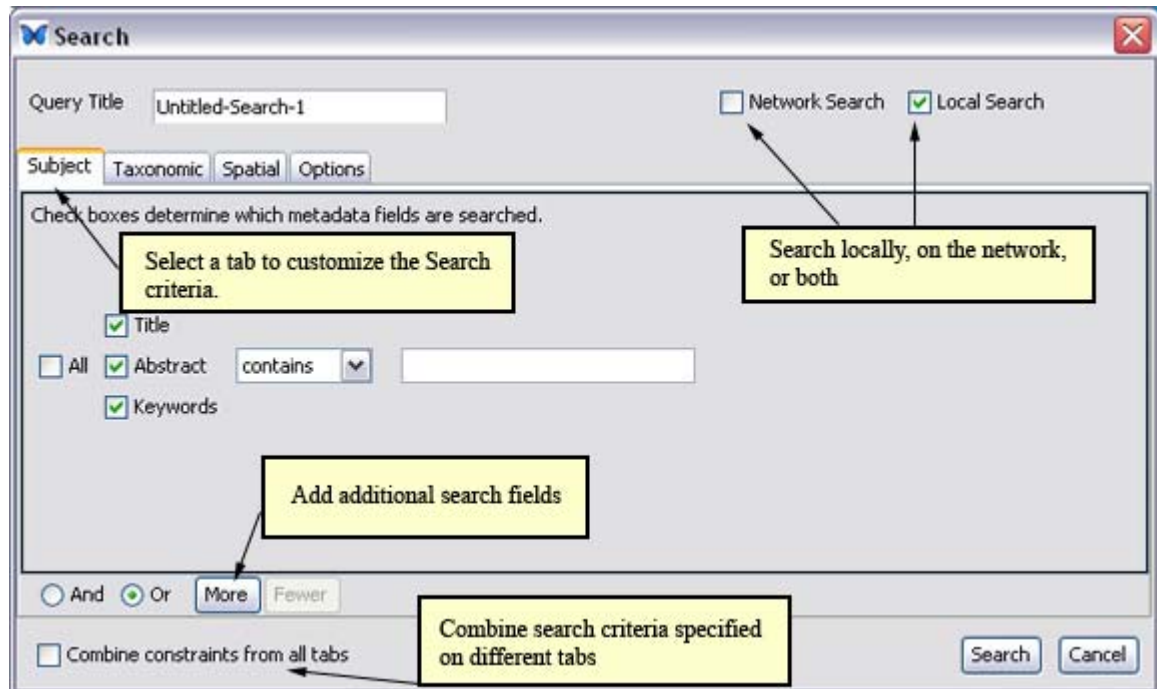 Search
Query Title
Untitled-Search-1
Network Search
Local Search
Subject
Taxonomic
Spatial
Options
Check boxes determine which metadata fields are searched.
Select a tab to customize the Search
criteria.
Search locally, on the network,
or both
Title
All
Abstract
contains
Keywords
Add additional search fields
And
Or
More
Fewer
Combine search criteria specified
on different tabs
Combine constraints from all tabs
Search
Cancel